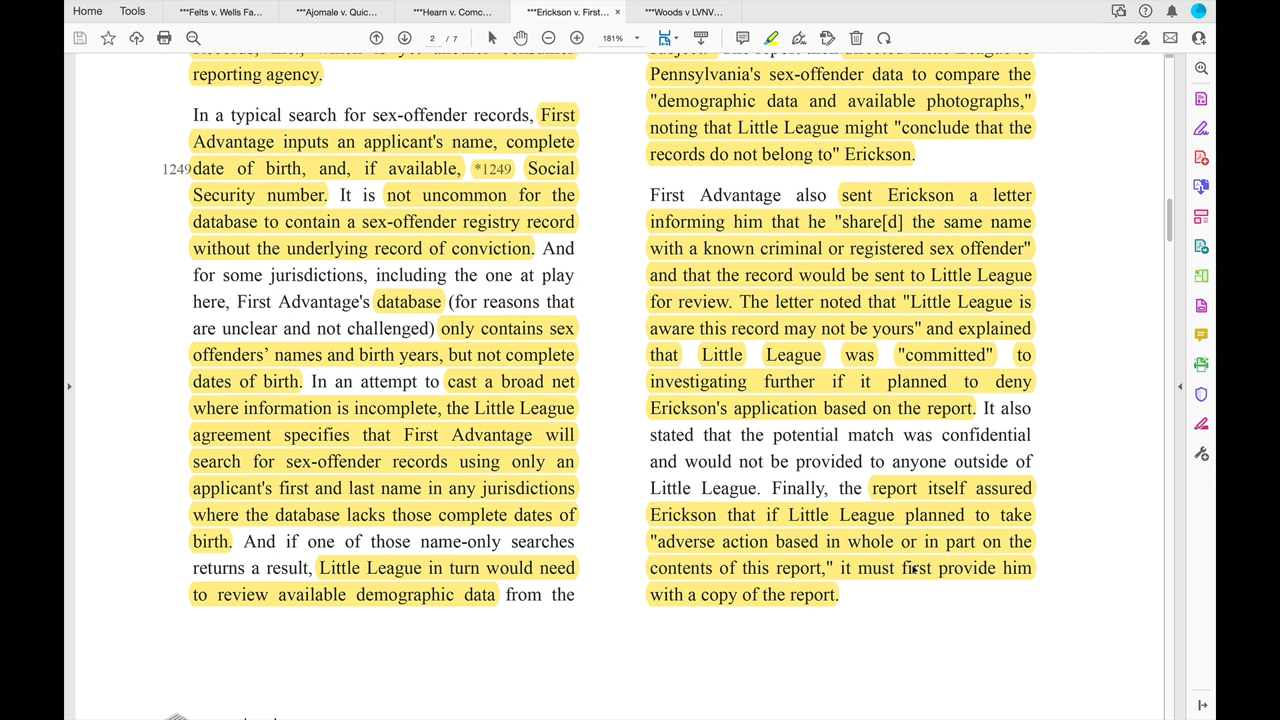 Home
Tools
***Felts v. Wells Fa...
***Ajomale v. Quic...
***Hearn v. Comc...
***Erickson v. First...
***Woods v LVNV...
2 / 7
181%
reporting agency.
In a typical search for sex-offender records, First
Advantage inputs an applicant's name, complete
1249 date of birth, and, if available, *1249 Social
Security number. It is not uncommon for the
database to contain a sex-offender registry record
without the underlying record of conviction. And
for some jurisdictions, including the one at play
here, First Advantage's database (for reasons that
are unclear and not challenged) only contains sex
offenders’ names and birth years, but not complete
dates of birth. In an attempt to cast a broad net
where information is incomplete, the Little League
agreement specifies that First Advantage will
search for sex-offender records using only an
applicant's first and last name in any jurisdictions
where the database lacks those complete dates of
birth. And if one of those name-only searches
returns a result, Little League in turn would need
to review available demographic data from the
Pennsylvania's sex-offender data to compare the
"demographic data and available photographs,"
noting that Little League might "conclude that the
records do not belong to" Erickson.
First Advantage also sent Erickson a letter
informing him that he "share[d] the same name
with a known criminal or registered sex offender"
and that the record would be sent to Little League
for review. The letter noted that "Little League is
aware this record may not be yours" and explained
that Little League was "committed" to
investigating further if it planned to deny
Erickson's application based on the report. It also
stated that the potential match was confidential
and would not be provided to anyone outside of
Little League. Finally, the report itself assured
Erickson that if Little League planned to take
"adverse action based in whole or in part on the
contents of this report," it must first provide him
with a copy of the report.